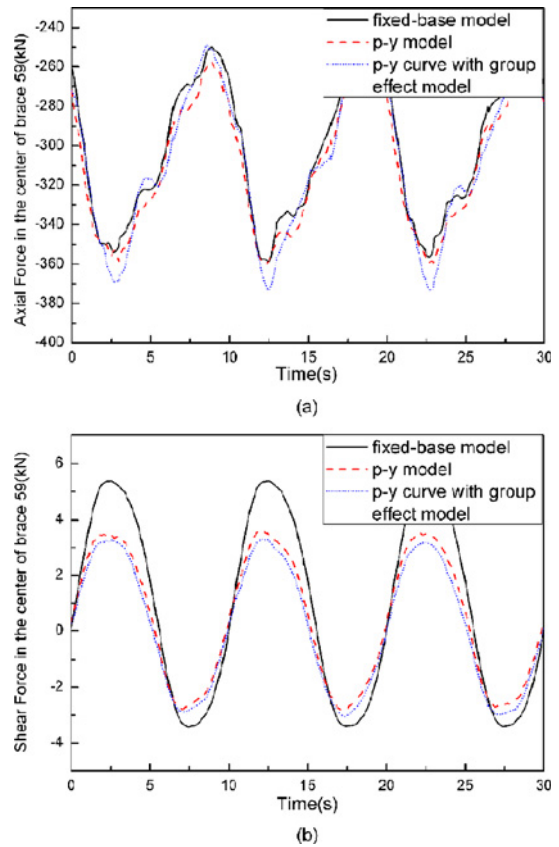 fixed-base model
p-y model
p-y curve with group
effect model
Axial Force in the center of brace 59(kN)
-240
-260
-280
-300
-320
-340
-360
-380
-400
0
5
10
15
20
25
30
Time(s)
(a)
fixed-base model
p-y model
p-y curve with group
effect model
Shear Force in the center of brace 59(kN)
6
4
2
0
-2
-4
0
5
10
15
20
25
30
Time(s)
(b)